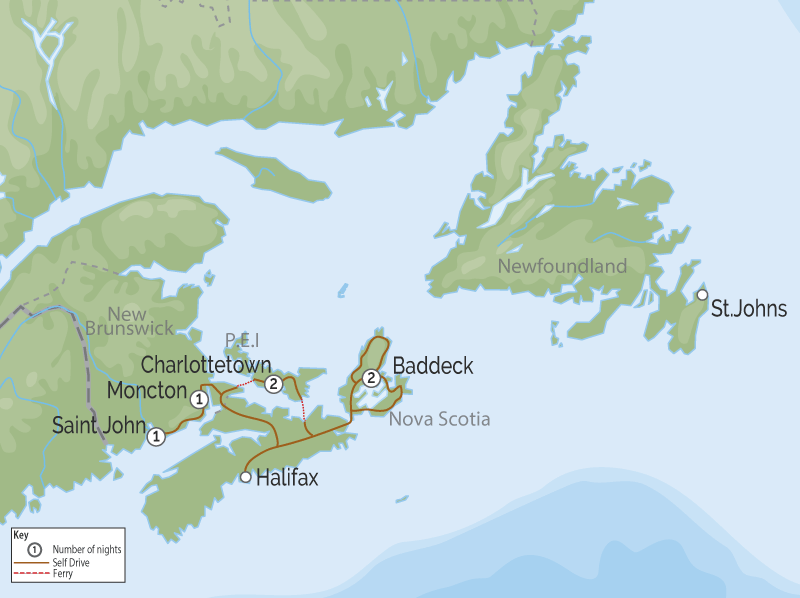 Newfoundland
St.Johns
New
Brunswick
P.E.I
Charlottetown
2
Baddeck
2
Moncton
1
Nova Scotia
Saint John
1
Halifax
Key
1 Number of nights
Self Drive
Ferry